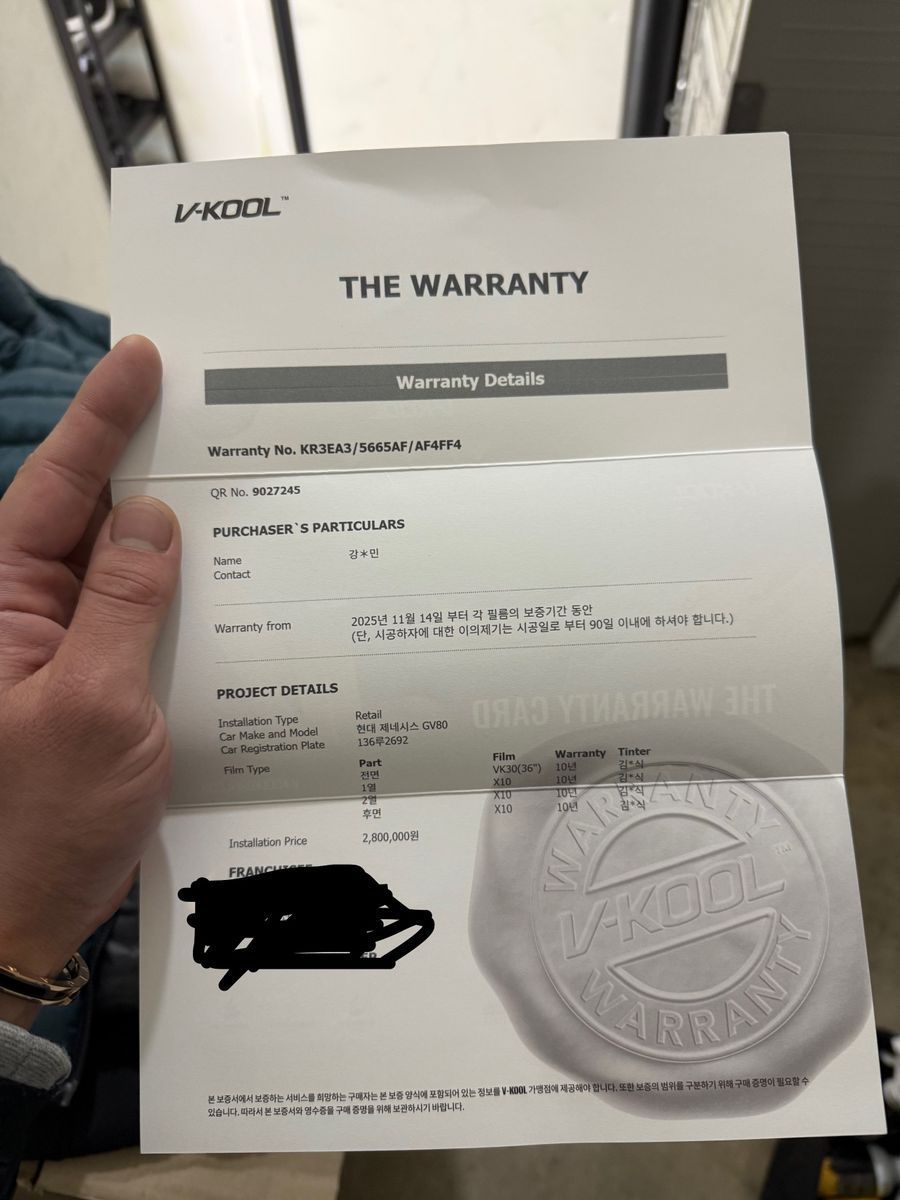 V-KOOL™
THE WARRANTY
Warranty Details
Warranty No. KR3EA3/5665AF/AF4FF4
QR No. 9027245
PURCHASER`S PARTICULARS
Name 강*민
Contact
Warranty from 2025년 11월 14일 부터 각 필름의 보증기간 동안
(단, 시공하자에 대한 이의제기는 시공일로 부터 90일 이내에 하셔야 합니다.)
PROJECT DETAILS
Installation Type Retail
Car Make and Model 현대 제네시스 GV80
Car Registration Plate 136루2692
Film Type Part Film Warranty Tinter
전면 VK30(36") 10년 김*식
1열 X10 10년 김*식
2열 X10 10년 김*식
후면 X10 10년 김*식
Installation Price 2,800,000원
FRANCHISEE
THE WARRANTY CARD
WARRANTY
V-KOOL
WARRANTY
본 보증서에서 보증하는 서비스를 희망하는 구매자는 본 보증 양식에 포함되어 있는 정보를 V-KOOL 가맹점에 제공해야 합니다. 또한 보증의 범위를 구분하기 위해 구매 증명이 필요할 수
있습니다. 따라서 본 보증서와 영수증을 구매 증명을 위해 보관하시기 바랍니다.